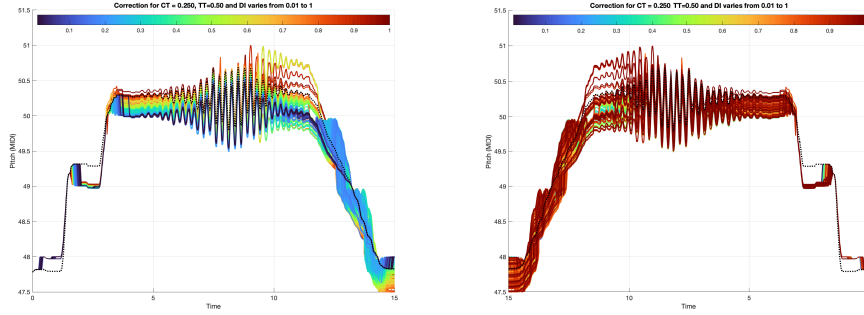 Correction for CT = 0.250, TT=0.50 and DI varies from 0.01 to 1
0.1 0.2 0.3 0.4 0.5 0.6 0.7 0.8 0.9 1
51.5
51
50.5
50
49.5
49
48.5
48
47.5
Pitch (MIDI)
0 5 10 15
Time
Correction for CT = 0.250, TT=0.50 and DI varies from 0.01 to 1
0.1 0.2 0.3 0.4 0.5 0.6 0.7 0.8 0.9
51.5
51
50.5
50
49.5
49
48.5
48
47.5
Pitch (MIDI)
15 10 5
Time